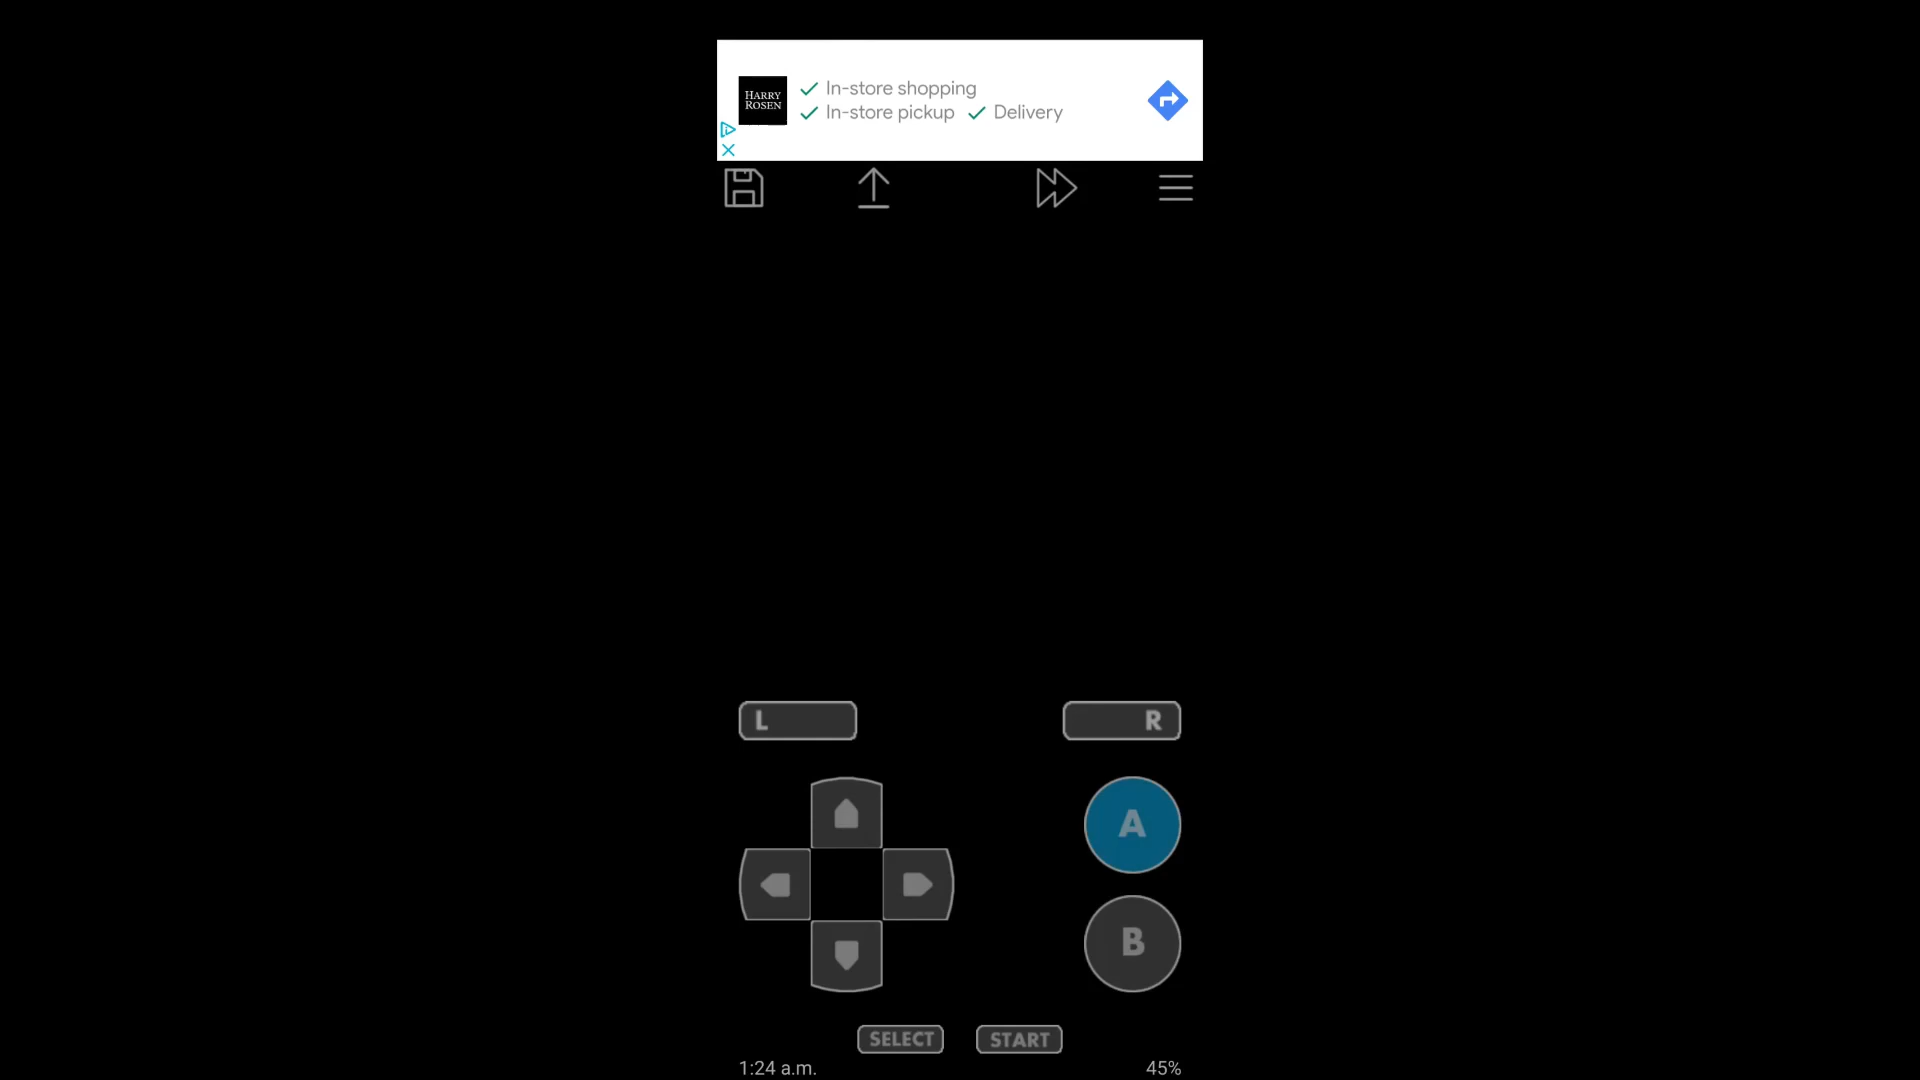 HARRY
ROSEN
In-store shopping
In-store pickup Delivery
L
R
A
B
SELECT
START
1:24 a.m.
45%